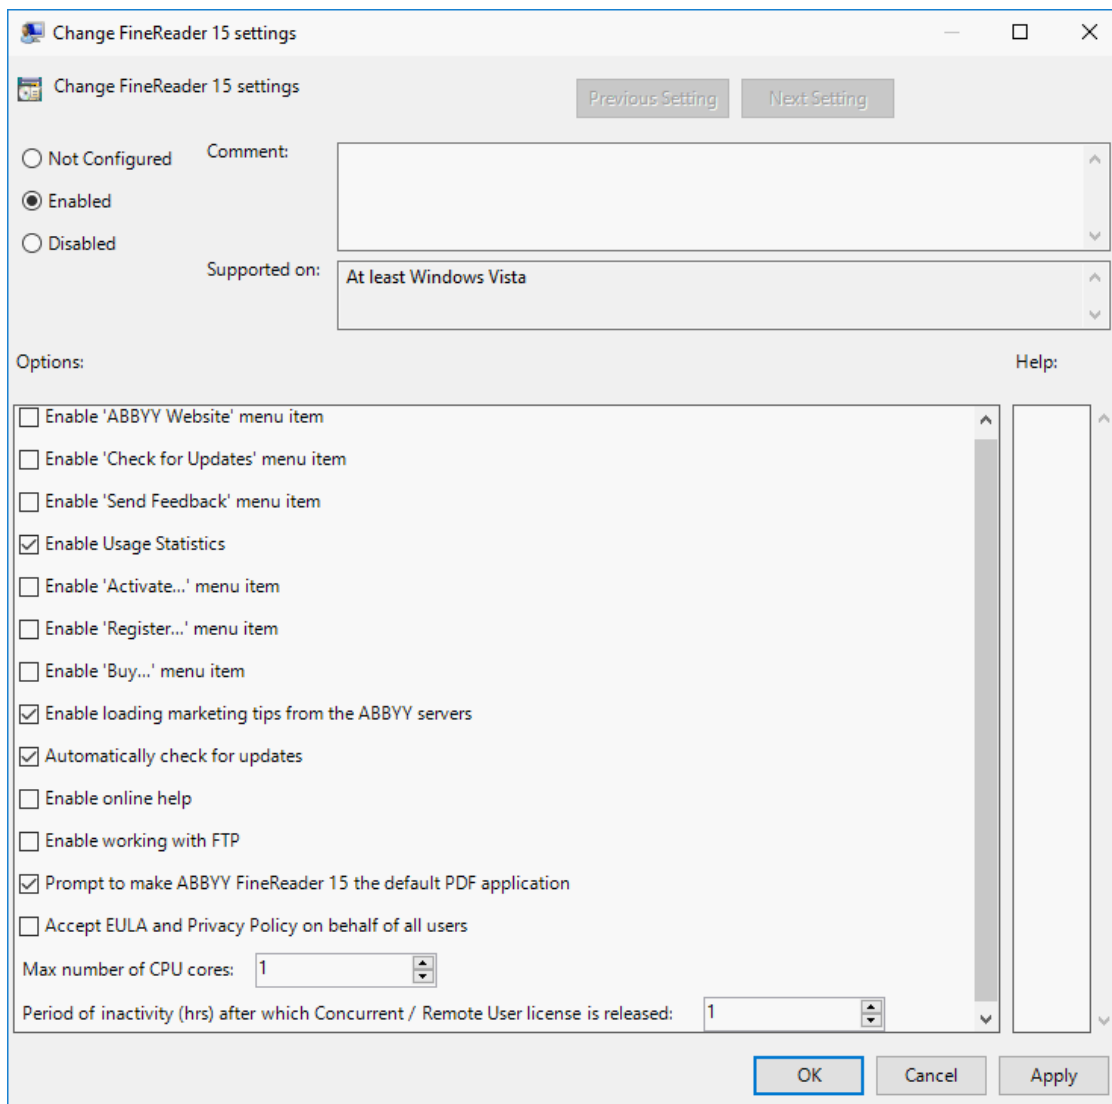 Change FineReader 15 settings
Change FineReader 15 settings
Previous Setting
Next Setting
Not Configured
Comment:
Enabled
Disabled
Supported on:
At least Windows Vista
Options:
Help:
Enable 'ABBYY Website' menu item
Enable 'Check for Updates' menu item
Enable 'Send Feedback' menu item
Enable Usage Statistics
Enable 'Activate...' menu item
Enable 'Register...' menu item
Enable 'Buy...' menu item
Enable loading marketing tips from the ABBYY servers
Automatically check for updates
Enable online help
Enable working with FTP
Prompt to make ABBYY FineReader 15 the default PDF application
Accept EULA and Privacy Policy on behalf of all users
Max number of CPU cores: 1
Period of inactivity (hrs) after which Concurrent / Remote User license is released: 1
OK
Cancel
Apply